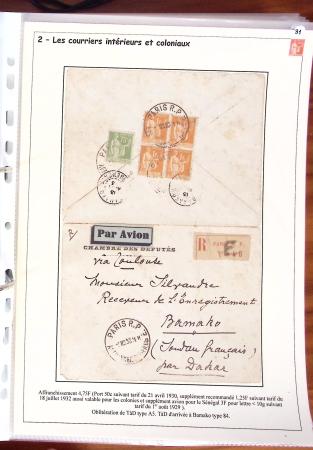 31
2 - Les courriers intérieurs et coloniaux
PARIS R.P.
Par Avion
R
CHAMBRE DES DÉPUTÉS
via Toulouse
Monsieur Silvandre
Receveur de l'Enregistrement
Bamako
(Soudan français)
par Dakar
PARIS R.P.
Affranchissement 4,75F (Port 50c suivant tarif du 21 avril 1930, supplément recommandé 1,25F suivant tarif du
18 juillet 1932 aussi valable pour les colonies et supplément avion pour le Sénégal 3F pour lettre < 10g suivant
tarif du 1er août 1929 ).
Oblitération de TàD type A5. TàD d'arrivée à Bamako type 84.